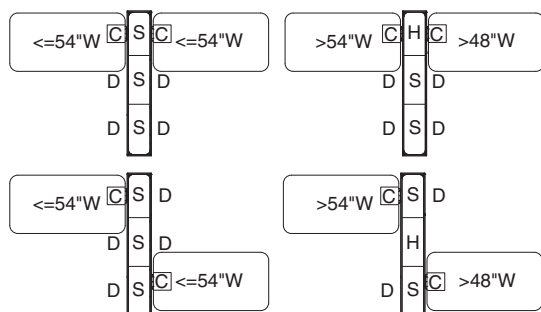 <=54"W C S C <=54"W
D S D
D S D
>54"W C H C >48"W
D S D
D S D
<=54"W C S D
D S D
D S C <=54"W
>54"W C S D
H
D S C >48"W